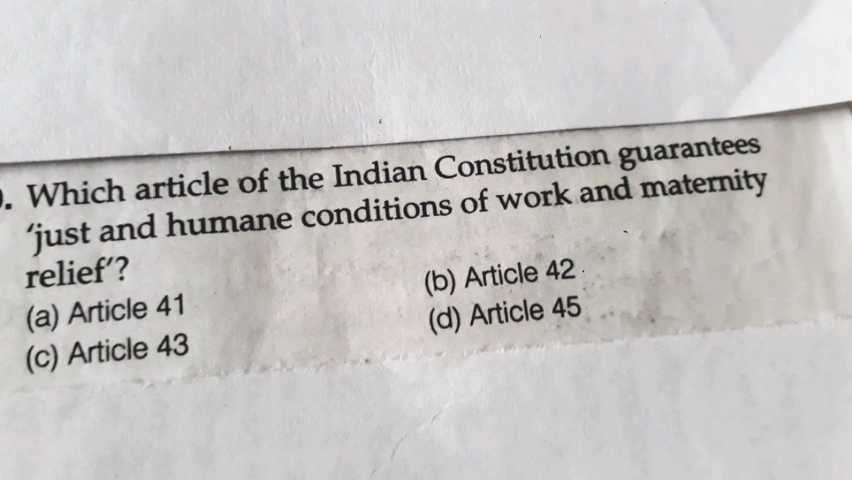 . Which article of the Indian Constitution guarantees
'just and humane conditions of work and maternity
relief'?
(a) Article 41 (b) Article 42
(c) Article 43 (d) Article 45